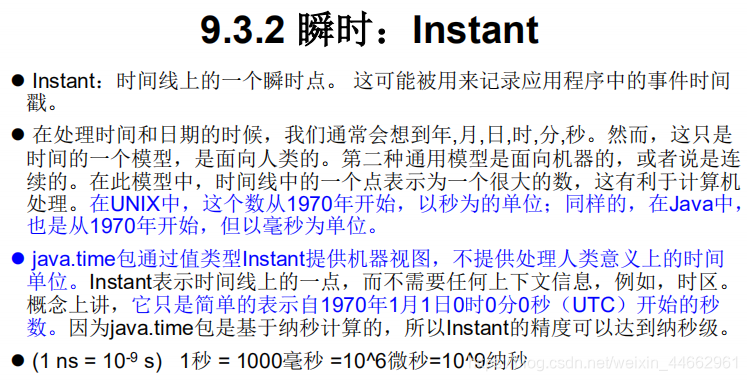 9.3.2 瞬时：Instant
● Instant：时间线上的一个瞬时点。 这可能被用来记录应用程序中的事件时间
戳。
● 在处理时间和日期的时候，我们通常会想到年,月,日,时,分,秒。然而，这只是
时间的一个模型，是面向人类的。第二种通用模型是面向机器的，或者说是连
续的。在此模型中，时间线中的一个点表示为一个很大的数，这有利于计算机
处理。在UNIX中，这个数从1970年开始，以秒为的单位；同样的，在Java中，
也是从1970年开始，但以毫秒为单位。
● java.time包通过值类型Instant提供机器视图，不提供处理人类意义上的时间
单位。Instant表示时间线上的一点，而不需要任何上下文信息，例如，时区。
概念上讲，它只是简单的表示自1970年1月1日0时0分0秒（UTC）开始的秒
数。因为java.time包是基于纳秒计算的，所以Instant的精度可以达到纳秒级。
● (1 ns = 10⁻⁹ s) 1秒 = 1000毫秒 =10^6微秒=10^9纳秒
https://blog.csdn.net/weixin_44662961